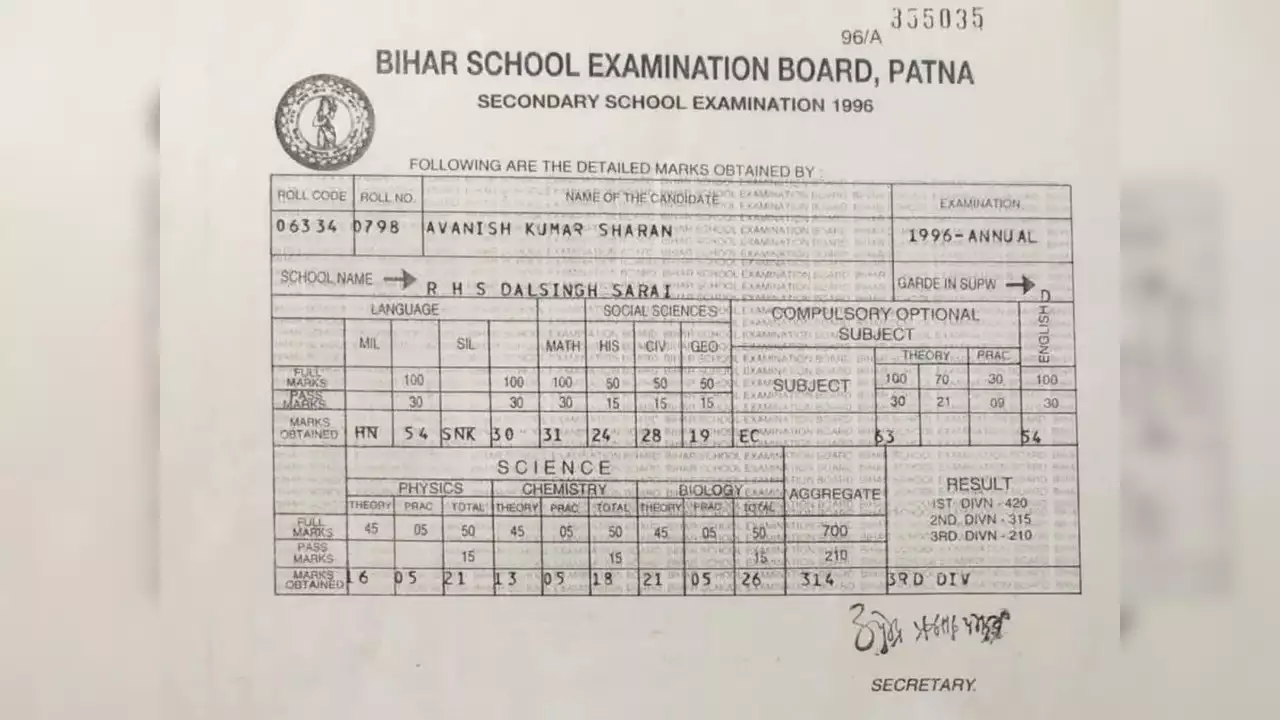 96/A 355035
BIHAR SCHOOL EXAMINATION BOARD, PATNA
SECONDARY SCHOOL EXAMINATION 1996
FOLLOWING ARE THE DETAILED MARKS OBTAINED BY :
ROLL CODE ROLL NO. NAME OF THE CANDIDATE EXAMINATION
06334 0798 AVANISH KUMAR SHARAN 1996-ANNUAL
SCHOOL NAME R H S DALSINGH SARAI GARDE IN SUPW D
LANGUAGE SOCIAL SCIENCES COMPULSORY OPTIONAL SUBJECT ENGLISH
MIL SIL MATH HIS CIV. GEO SUBJECT THEORY PRAC.
FULL MARKS 100 100 100 50 50 50 100 70 30 100
PASS MARKS 30 30 30 15 15 15 30 21 09 30
MARKS OBTAINED HN 54 SNK 30 31 24 28 19 EC 63 54
SCIENCE AGGREGATE RESULT
PHYSICS CHEMISTRY BIOLOGY 1ST. DIVN - 420
THEORY PRAC TOTAL THEORY PRAC. TOTAL THEORY PRAC TOTAL 2ND. DIVN - 315
FULL MARKS 45 05 50 45 05 50 45 05 50 700 3RD. DIVN - 210
PASS MARKS 15 15 15 210
MARKS OBTAINED 16 05 21 13 05 18 21 05 26 314 3RD DIV
SECRETARY.